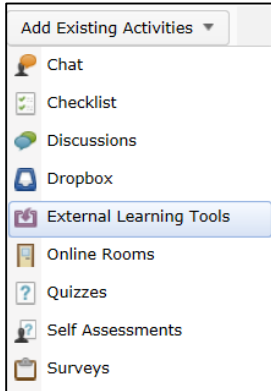 Add Existing Activities
Chat
Checklist
Discussions
Dropbox
External Learning Tools
Online Rooms
Quizzes
Self Assessments
Surveys